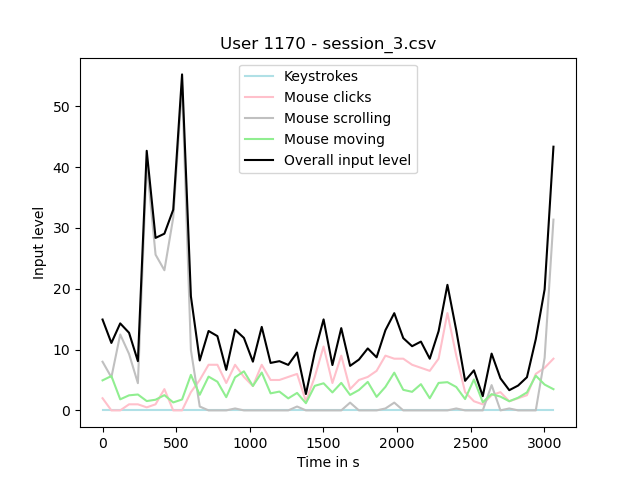 User 1170 - session_3.csv
Keystrokes
Mouse clicks
Mouse scrolling
Mouse moving
Overall input level
Input level
50
40
30
20
10
0
0 500 1000 1500 2000 2500 3000
Time in s